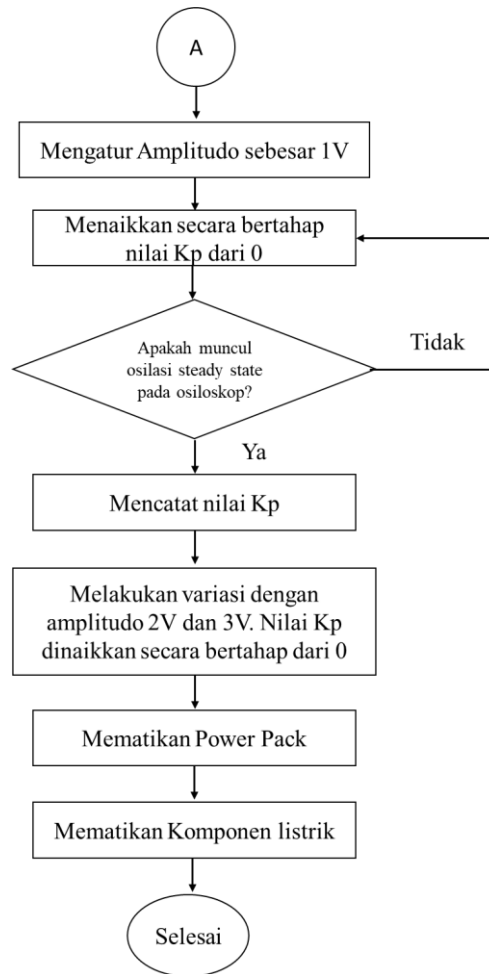 A
Mengatur Amplitudo sebesar 1V
Menaikkan secara bertahap
nilai Kp dari 0
Apakah muncul
osilasi steady state
pada osiloskop?
Tidak
Ya
Mencatat nilai Kp
Melakukan variasi dengan
amplitudo 2V dan 3V. Nilai Kp
dinaikkan secara bertahap dari 0
Mematikan Power Pack
Mematikan Komponen listrik
Selesai